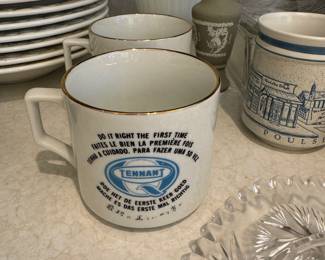 DO IT RIGHT THE FIRST TIME
FAITES LE BIEN LA PREMIÈRE FOIS
TENHA O CUIDADO. PARA FAZER UMA SO VEZ
TENNANT
DOE HET DE EERSTE KEER GOED
MACHE ES DAS ERSTE MAL RICHTIG
POULS